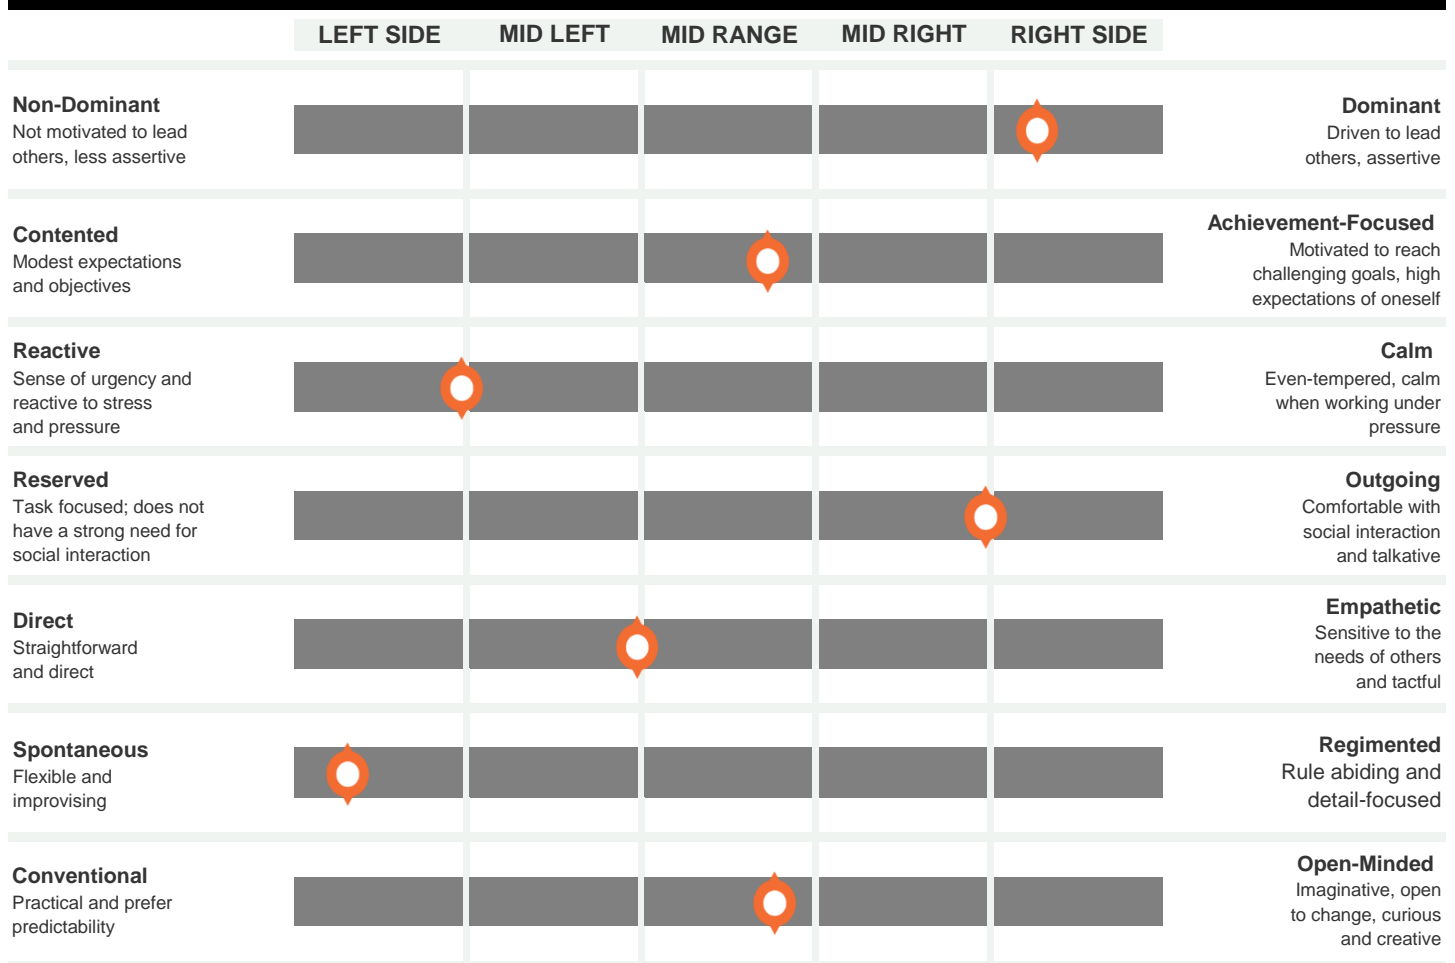 LEFT SIDE MID LEFT MID RANGE MID RIGHT RIGHT SIDE
Non-Dominant
Not motivated to lead
others, less assertive
Dominant
Driven to lead
others, assertive
Contented
Modest expectations
and objectives
Achievement-Focused
Motivated to reach
challenging goals, high
expectations of oneself
Reactive
Sense of urgency and
reactive to stress
and pressure
Calm
Even-tempered, calm
when working under
pressure
Reserved
Task focused; does not
have a strong need for
social interaction
Outgoing
Comfortable with
social interaction
and talkative
Direct
Straightforward
and direct
Empathetic
Sensitive to the
needs of others
and tactful
Spontaneous
Flexible and
improvising
Regimented
Rule abiding and
detail-focused
Conventional
Practical and prefer
predictability
Open-Minded
Imaginative, open
to change, curious
and creative